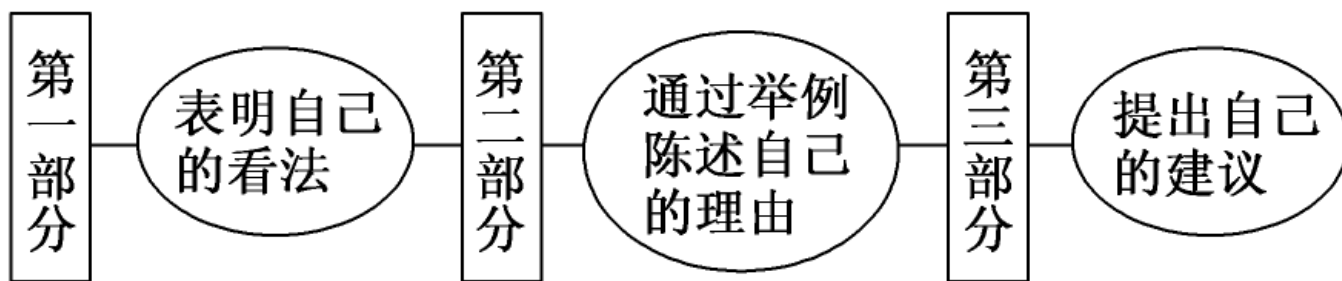 第一部分
表明自己
的看法
第二部分
通过举例
陈述自己
的理由
第三部分
提出自己
的建议